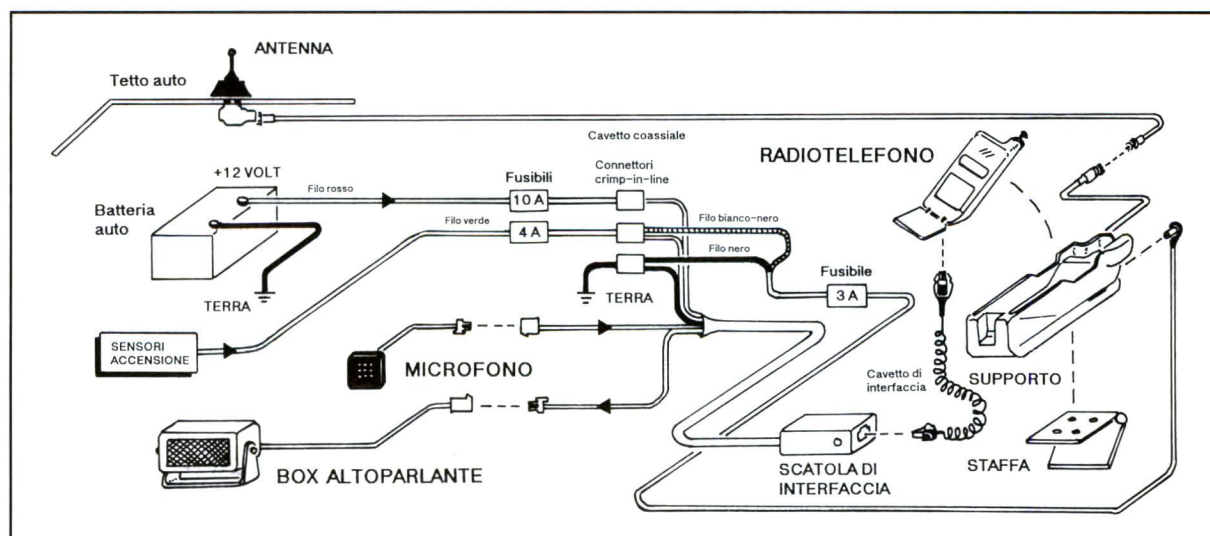 ANTENNA
Tetto auto
Cavetto coassiale
RADIOTELEFONO
+12 VOLT
Filo rosso
Fusibili
Connettori
crimp-in-line
10 A
Batteria
auto
Filo verde
4 A
Filo bianco-nero
Filo nero
Fusibile
3 A
TERRA
TERRA
SENSORI
ACCENSIONE
MICROFONO
Cavetto di
interfaccia
SUPPORTO
BOX ALTOPARLANTE
SCATOLA DI
INTERFACCIA
STAFFA